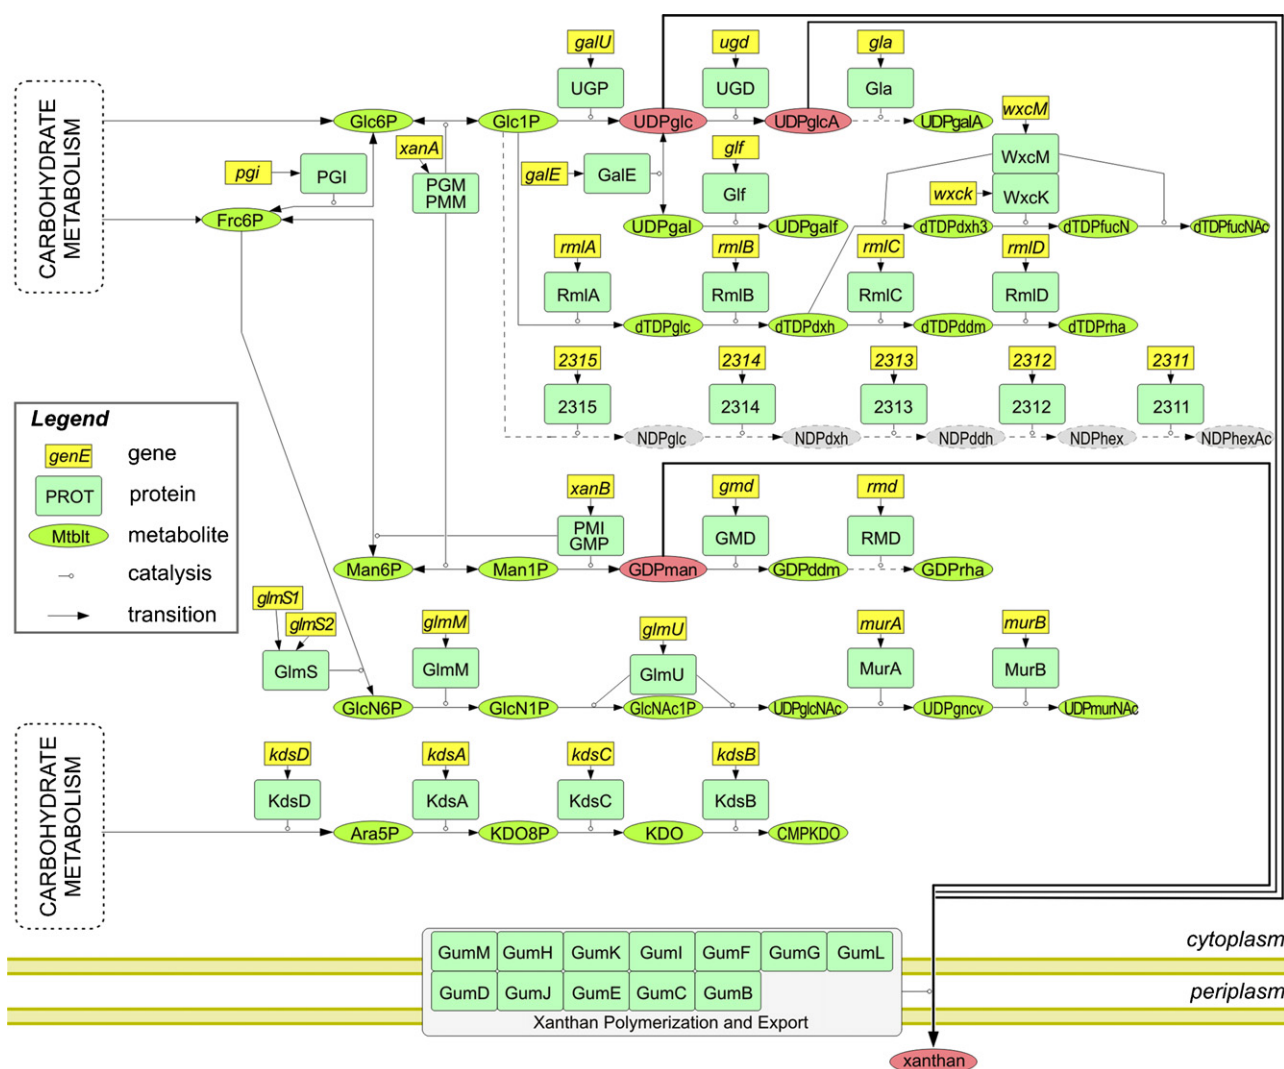 galU
ugd
gla
UGP
UGD
Gla
wxcM
CARBOHYDRATE
METABOLISM
Glc6P
Glc1P
UDPglc
UDPglcA
UDPgalA
xanA
glf
WxcM
pgi
PGI
PGM
PMM
galE
GalE
Glf
wxck
WxcK
Frc6P
UDPgal
UDPgalf
dTDPdxh3
dTDPfucN
dTDPfucNAc
rmlA
rmlB
rmlC
rmlD
RmlA
RmlB
RmlC
RmlD
dTDPglc
dTDPdxh
dTDPddm
dTDPrha
2315
2314
2313
2312
2311
2315
2314
2313
2312
2311
NDPglc
NDPdxh
NDPddh
NDPhex
NDPhexAc
Legend
genE
gene
PROT
protein
Mtblt
metabolite
catalysis
transition
xanB
gmd
rmd
PMI
GMP
GMD
RMD
Man6P
Man1P
GDPman
GDPddm
GDPrha
glmS1
glmS2
glmM
glmU
murA
murB
GlmS
GlmM
GlmU
MurA
MurB
GlcN6P
GlcN1P
GlcNAc1P
UDPglcNAc
UDPgncv
UDPmurNAc
CARBOHYDRATE
METABOLISM
kdsD
kdsA
kdsC
kdsB
KdsD
KdsA
KdsC
KdsB
Ara5P
KDO8P
KDO
CMPKDO
GumM
GumH
GumK
GumI
GumF
GumG
GumL
cytoplasm
GumD
GumJ
GumE
GumC
GumB
periplasm
Xanthan Polymerization and Export
xanthan